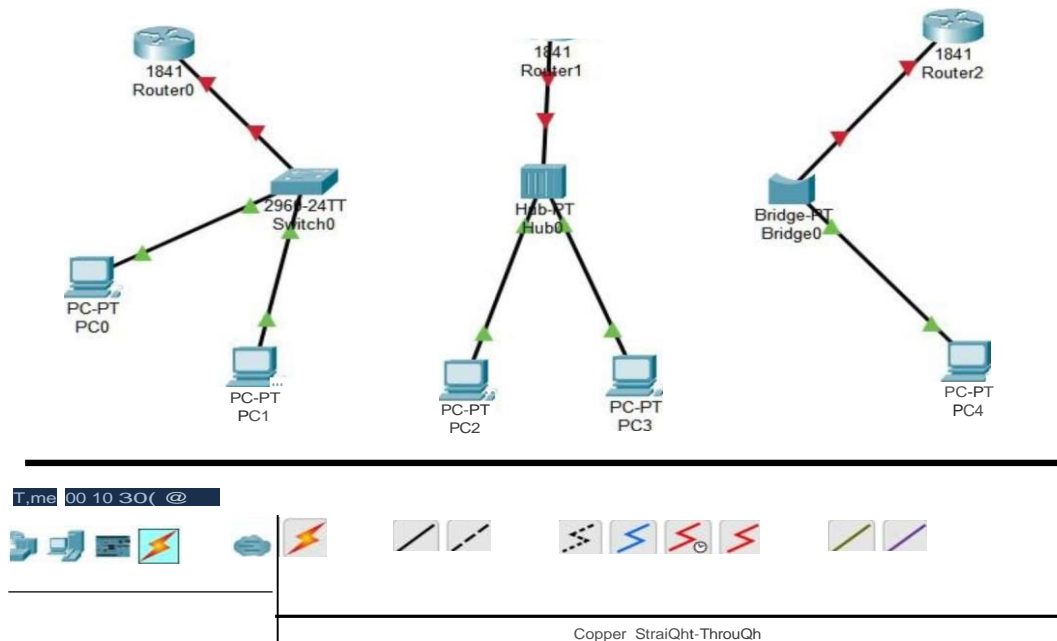 1841
Router0
1841
Router1
1841
Router2
2960-24TT
Switch0
Hub-PT
Hub0
Bridge-PT
Bridge0
PC-PT
PC0
PC-PT
PC1
PC-PT
PC2
PC-PT
PC3
PC-PT
PC4
T,me 00 10 30( @
Copper StraiQht-ThrouQh